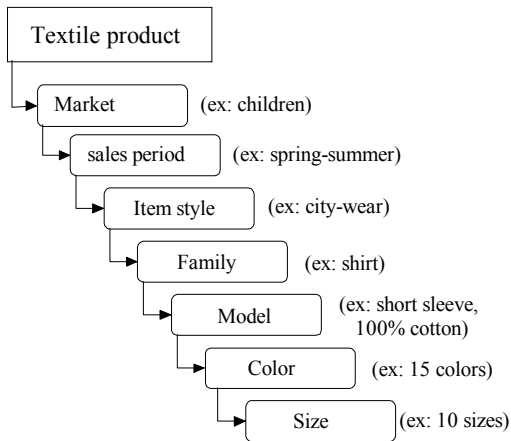 Textile product
Market (ex: children)
sales period (ex: spring-summer)
Item style (ex: city-wear)
Family (ex: shirt)
Model (ex: short sleeve,
100% cotton)
Color (ex: 15 colors)
Size (ex: 10 sizes)